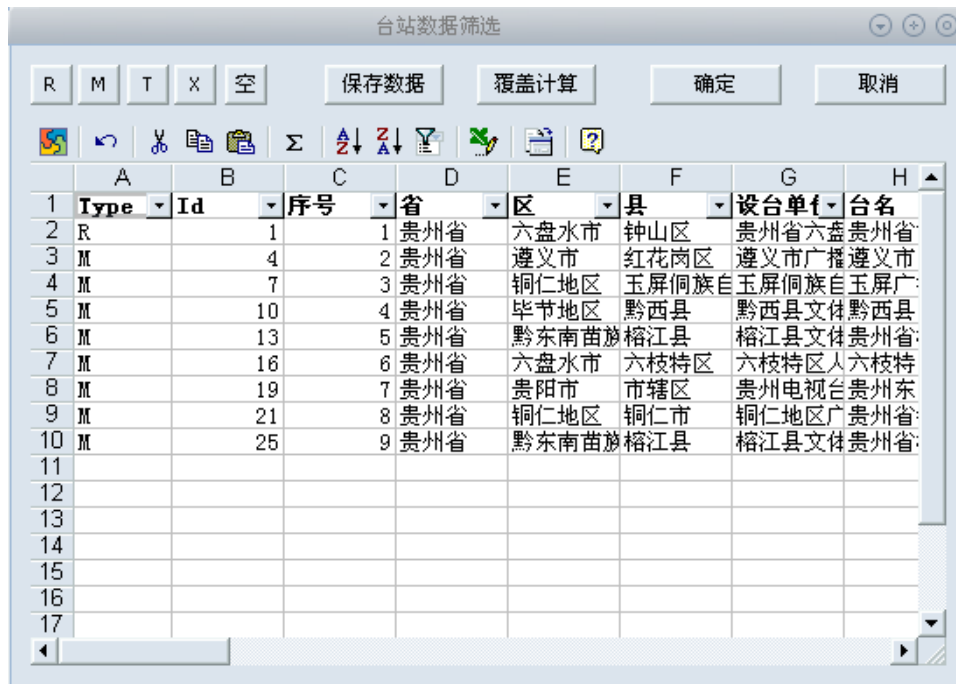 台站数据筛选
R M T X 空 保存数据 覆盖计算 确定 取消
A B C D E F G H
1 Type Id 序号 省 区 县 设台单 台名
2 R 1 1 贵州省 六盘水市 钟山区 贵州省六盘 贵州省
3 M 4 2 贵州省 遵义市 红花岗区 遵义市广播 遵义市
4 M 7 3 贵州省 铜仁地区 玉屏侗族自 玉屏侗族自 玉屏广
5 M 10 4 贵州省 毕节地区 黔西县 黔西县文体 黔西县
6 M 13 5 贵州省 黔东南苗族 榕江县 榕江县文体 贵州省
7 M 16 6 贵州省 六盘水市 六枝特区 六枝特区人 六枝特
8 M 19 7 贵州省 贵阳市 市辖区 贵州电视台 贵州东
9 M 21 8 贵州省 铜仁地区 铜仁市 铜仁地区广 贵州省
10 M 25 9 贵州省 黔东南苗族 榕江县 榕江县文体 贵州省
11
12
13
14
15
16
17